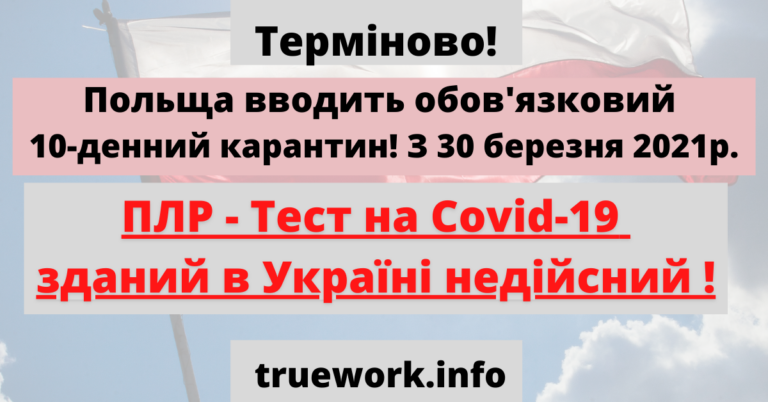 Терміново!
Польща вводить обов'язковий
10-денний карантин! З 30 березня 2021р.
ПЛР - Тест на Covid-19
зданий в Україні недійсний !
truework.info